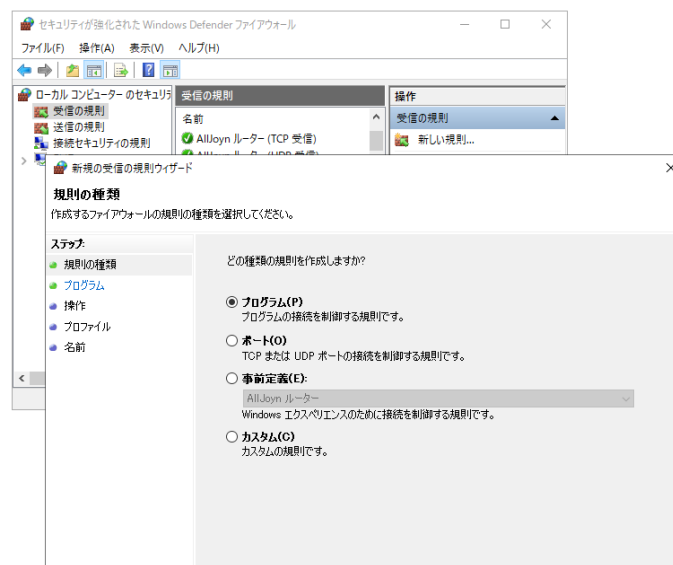 セキュリティが強化された Windows Defender ファイアウォール
ファイル(F) 操作(A) 表示(V) ヘルプ(H)
ローカル コンピューター のセキュリテ
受信の規則
送信の規則
接続セキュリティの規則
受信の規則
名前
AllJoyn ルーター (TCP 受信)
操作
受信の規則
新しい規則...
新規の受信の規則ウィザード
規則の種類
作成するファイアウォールの規則の種類を選択してください。
ステップ:
規則の種類
プログラム
操作
プロファイル
名前
どの種類の規則を作成しますか?
プログラム(P)
プログラムの接続を制御する規則です。
ポート(O)
TCP または UDP ポートの接続を制御する規則です。
事前定義(E):
AllJoyn ルーター
Windows エクスペリエンスのために接続を制御する規則です。
カスタム(C)
カスタムの規則です。